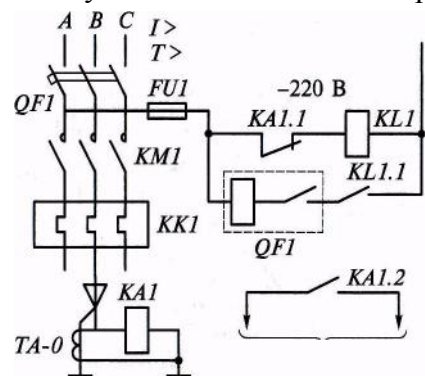 A B C I >
T >
QF1
FU1
–220 В
KA1.1
KL1
KM1
KL1.1
KK1
QF1
KA1
KA1.2
TA-0